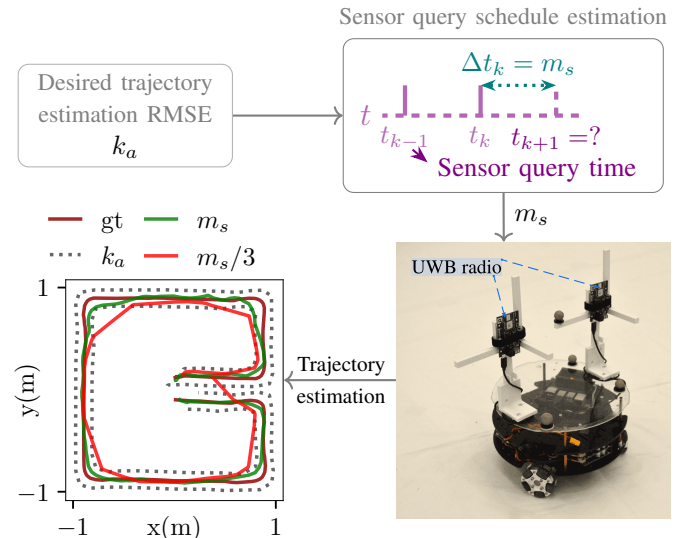 Sensor query schedule estimation
Desired trajectory
estimation RMSE
k_a
Δt_k = m_s
t
t_{k−1}
t_k
t_{k+1} =?
Sensor query time
m_s
gt
m_s
k_a
m_s/3
UWB radio
1
y(m)
−1
−1
x(m)
1
Trajectory
estimation